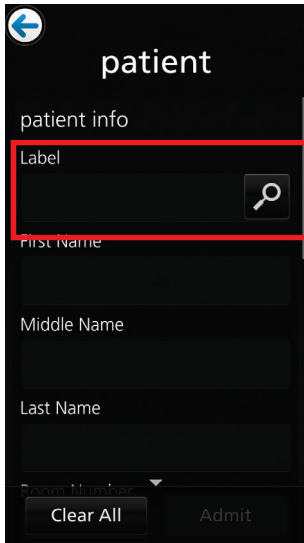 patient
patient info
Label
First Name
Middle Name
Last Name
Room Number
Clear All
Admit